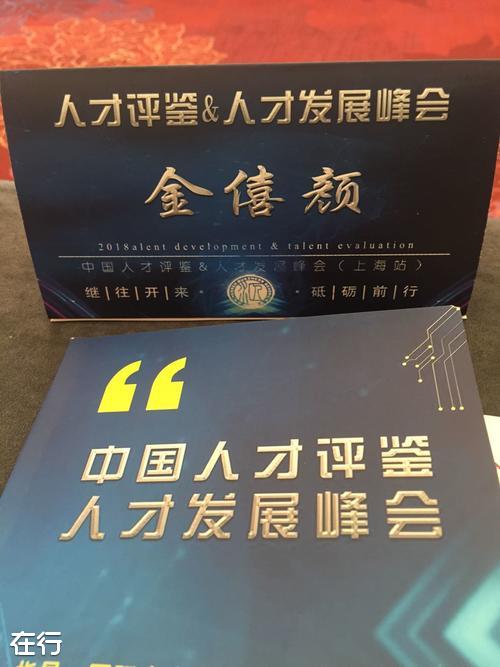 人才评鉴&人才发展峰会
金僖颜
2018alent development & talent evaluation
中国人才评鉴&人才发展峰会（上海站）
继|往|开|来 · · 砥|砺|前|行
中国人才评鉴
人才发展峰会
在行